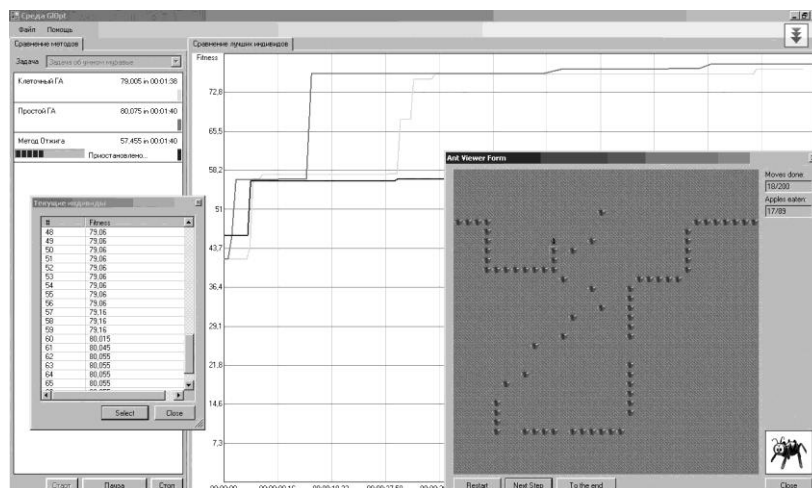 Среда GIOpt
Файл Помощь
Сравнение методов
Задача Задача об умном муравье
Клеточный ГА 79,005 in 00:01:38
Простой ГА 80,075 in 00:01:40
Метод Отжига 57,455 in 00:01:40
Приостановлено...
Сравнение лучших индивидов
Fitness
72,8
65,5
58,2
51
43,7
36,4
29,1
21,8
14,6
7,3
Текущие индивиды
# Fitness
48 79,06
49 79,06
50 79,06
51 79,06
52 79,06
53 79,06
54 79,06
55 79,06
56 79,06
57 79,16
58 79,16
59 79,16
60 80,015
61 80,045
62 80,055
63 80,055
64 80,055
65 80,055
Select Close
Ant Viewer Form
Moves done:
18/200
Apples eaten:
17/89
Restart Next Step To the end Close
Старт Пауза Стоп